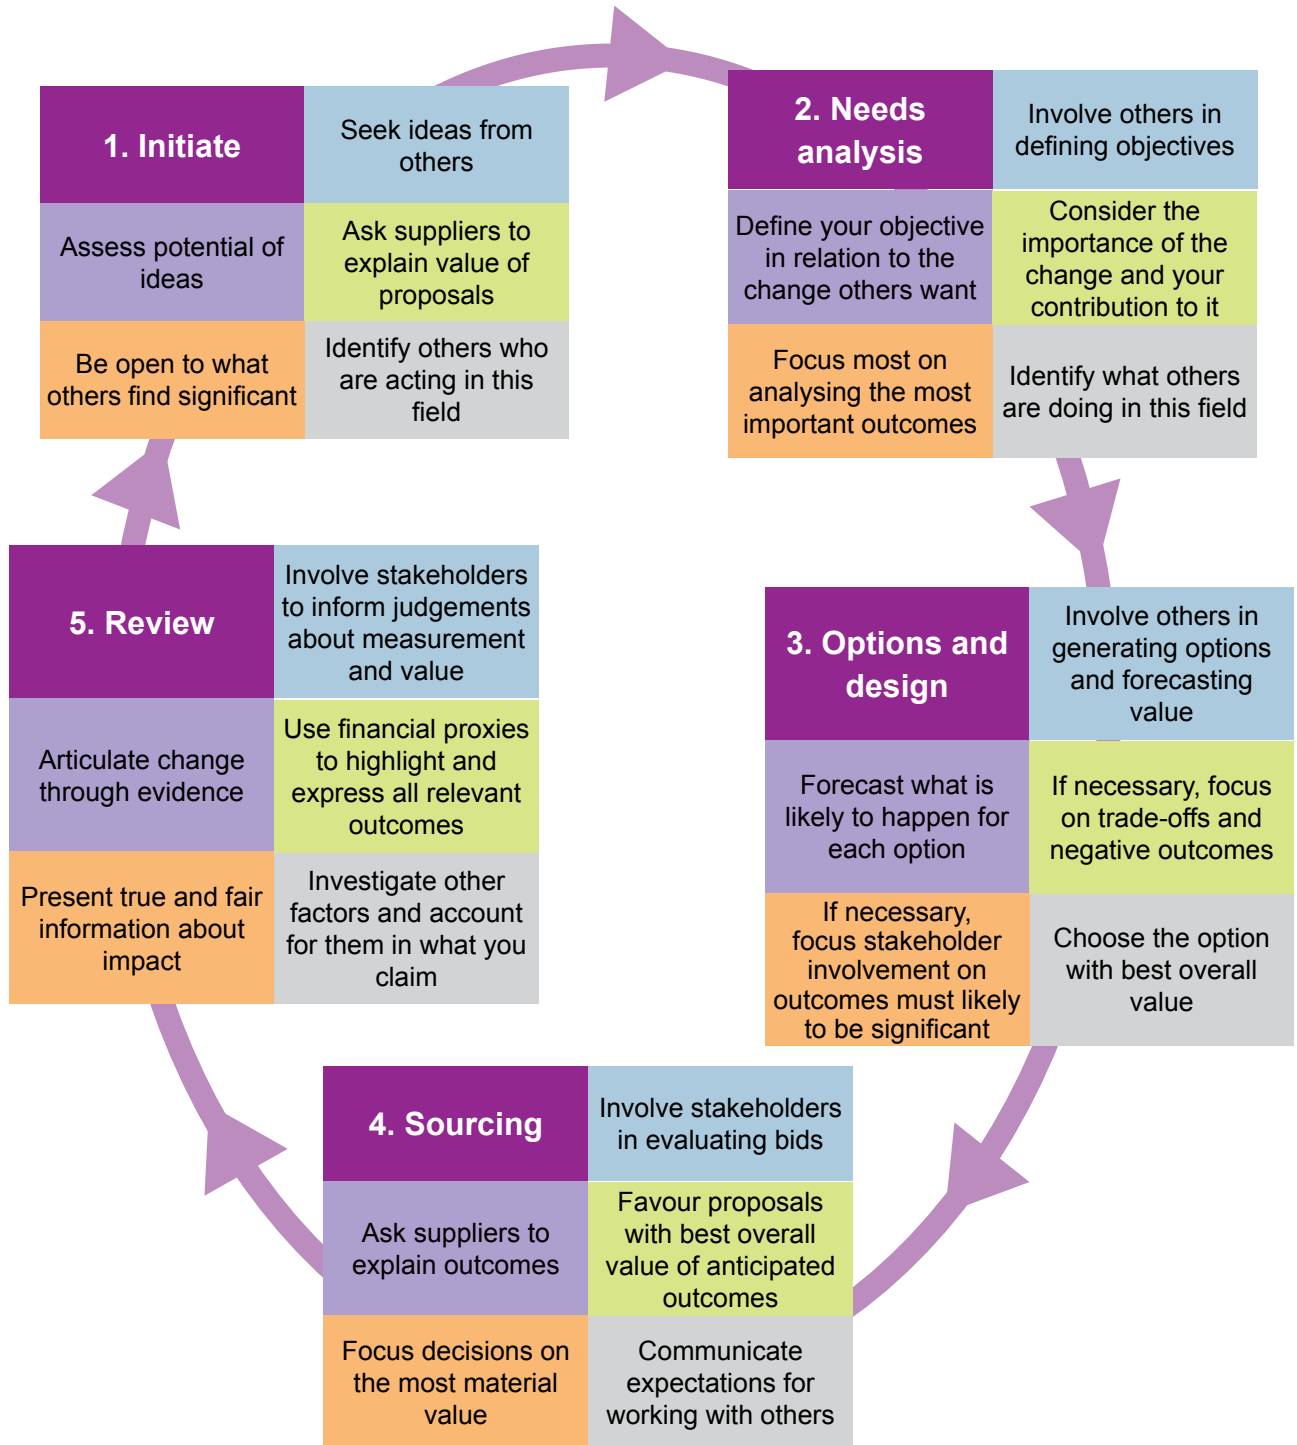 1. Initiate
Seek ideas from
others
Assess potential of
ideas
Ask suppliers to
explain value of
proposals
Be open to what
others find significant
Identify others who
are acting in this
field
2. Needs
analysis
Involve others in
defining objectives
Define your objective
in relation to the
change others want
Consider the
importance of the
change and your
contribution to it
Focus most on
analysing the most
important outcomes
Identify what others
are doing in this field
3. Options and
design
Involve others in
generating options
and forecasting
value
Forecast what is
likely to happen for
each option
If necessary, focus
on trade-offs and
negative outcomes
If necessary,
focus stakeholder
involvement on
outcomes must likely
to be significant
Choose the option
with best overall
value
4. Sourcing
Involve stakeholders
in evaluating bids
Ask suppliers to
explain outcomes
Favour proposals
with best overall
value of anticipated
outcomes
Focus decisions on
the most material
value
Communicate
expectations for
working with others
5. Review
Involve stakeholders
to inform judgements
about measurement
and value
Articulate change
through evidence
Use financial proxies
to highlight and
express all relevant
outcomes
Present true and fair
information about
impact
Investigate other
factors and account
for them in what you
claim